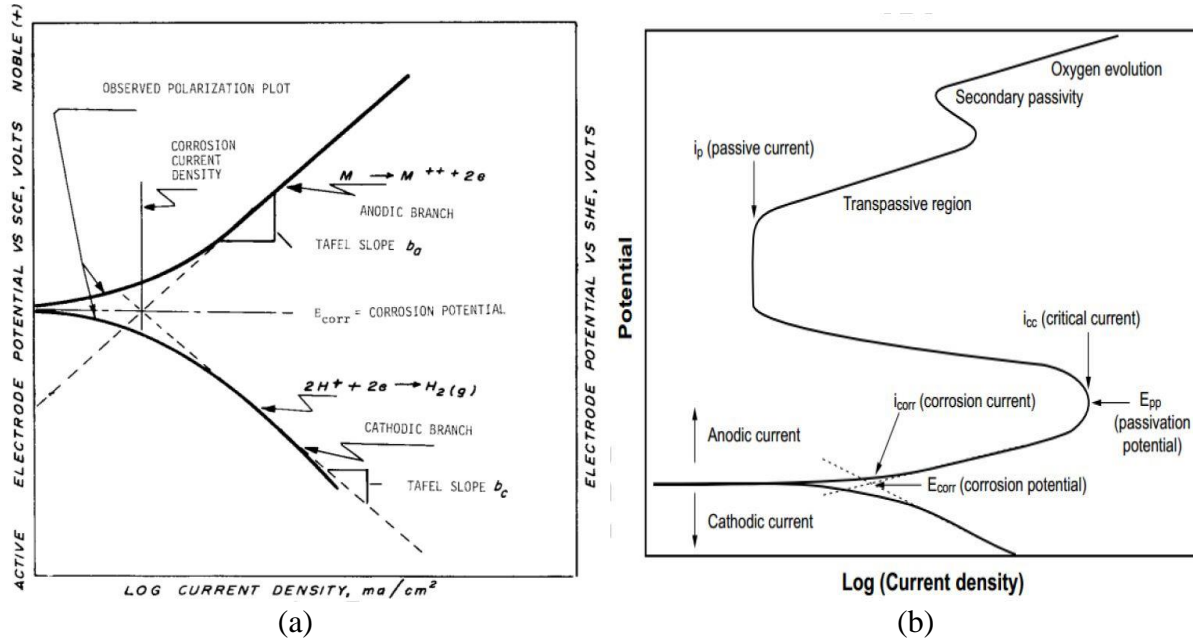 NOBLE (+)
ELECTRODE POTENTIAL VS SCE, VOLTS
ACTIVE
OBSERVED POLARIZATION PLOT
CORROSION
CURRENT
DENSITY
M → M ++ + 2e
ANODIC BRANCH
TAFEL SLOPE ba
Ecorr = CORROSION POTENTIAL
2H+ + 2e → H2(g)
CATHODIC BRANCH
TAFEL SLOPE bc
ELECTRODE POTENTIAL VS SHE, VOLTS
LOG CURRENT DENSITY, ma/cm2
(a)
Potential
Oxygen evolution
Secondary passivity
ip (passive current)
Transpassive region
icc (critical current)
icorr (corrosion current)
Epp
(passivation
potential)
Anodic current
Ecorr (corrosion potential)
Cathodic current
Log (Current density)
(b)